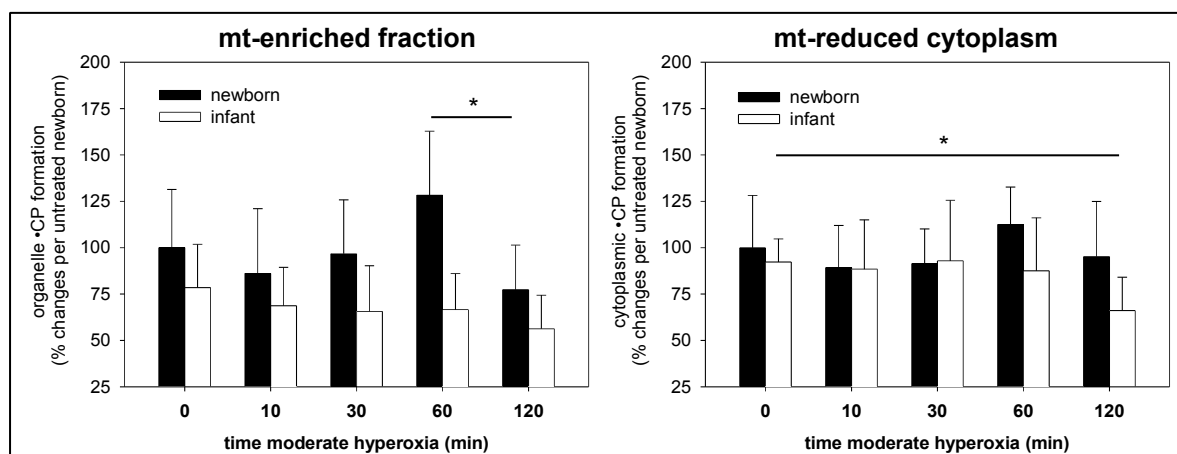 mt-enriched fraction
organelle •CP formation
(% changes per untreated newborn)
200
175
150
125
100
75
50
25
newborn
infant
*
0 10 30 60 120
time moderate hyperoxia (min)
mt-reduced cytoplasm
cytoplasmic •CP formation
(% changes per untreated newborn)
200
175
150
125
100
75
50
25
newborn
infant
*
0 10 30 60 120
time moderate hyperoxia (min)